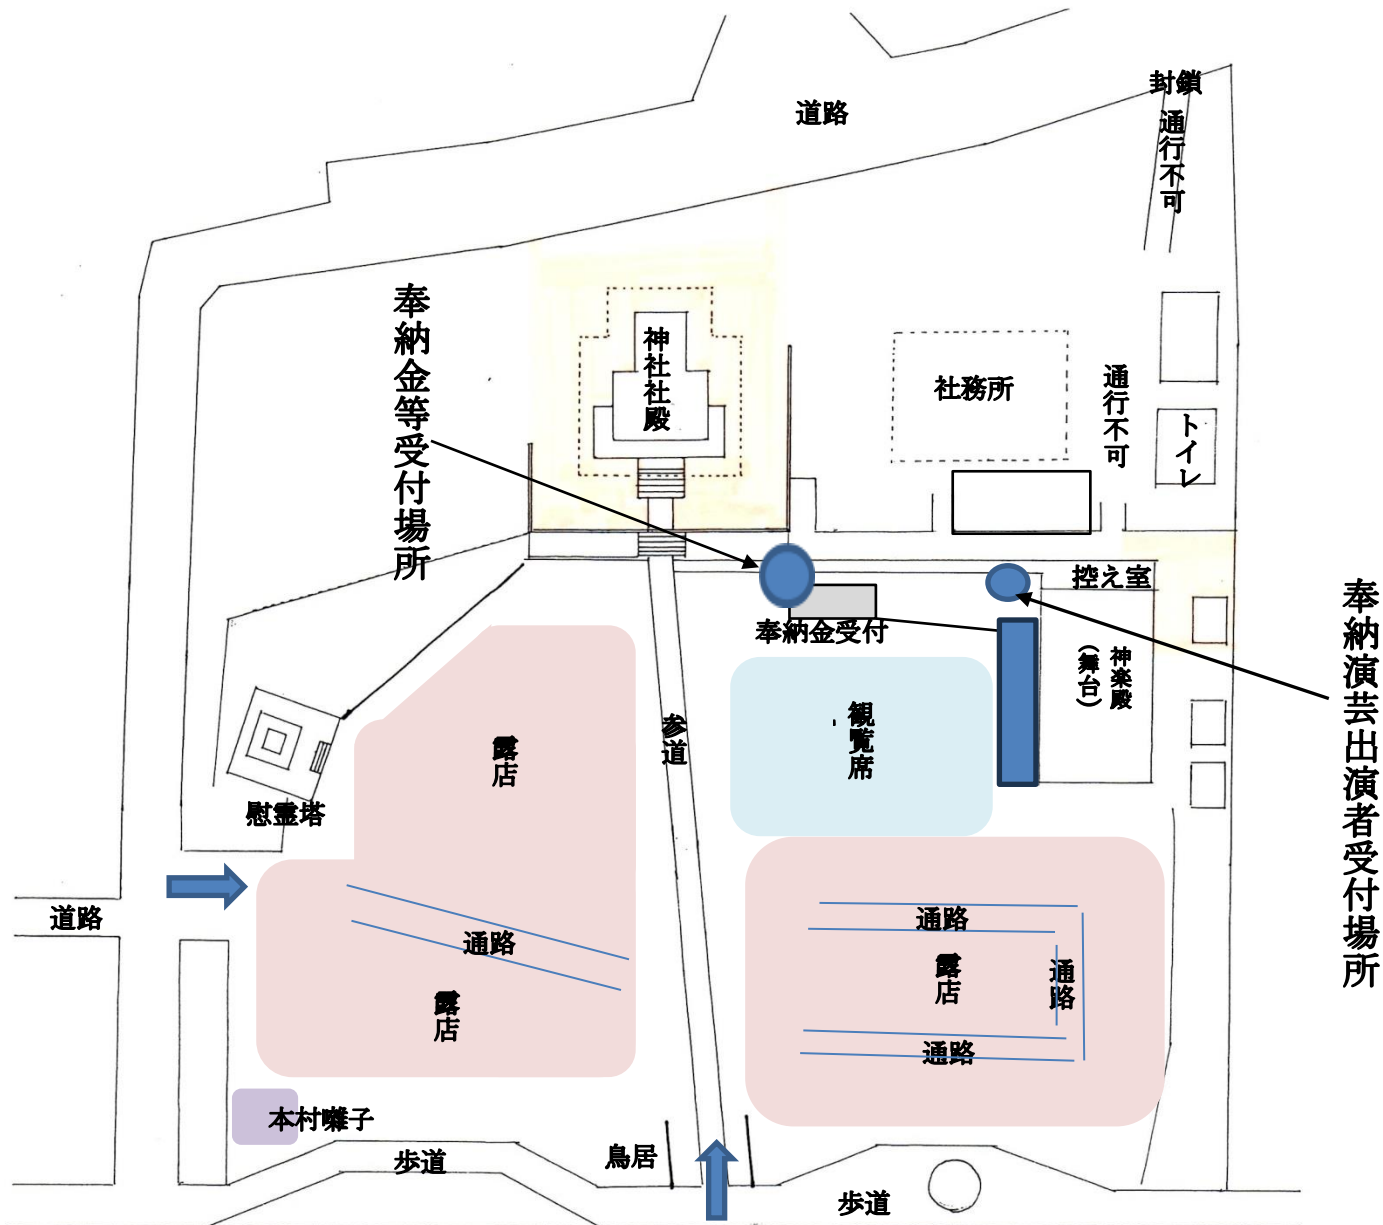 封鎖
道路
通行不可
奉納金等受付場所
神社社殿
社務所
通行不可
トイレ
控え室
奉納金受付
奉納演芸出演者受付場所
神楽殿
（舞台）
観覧席
参道
露店
慰霊塔
道路
通路
通路
露店
通路
露店
通路
本村囃子
鳥居
歩道
歩道